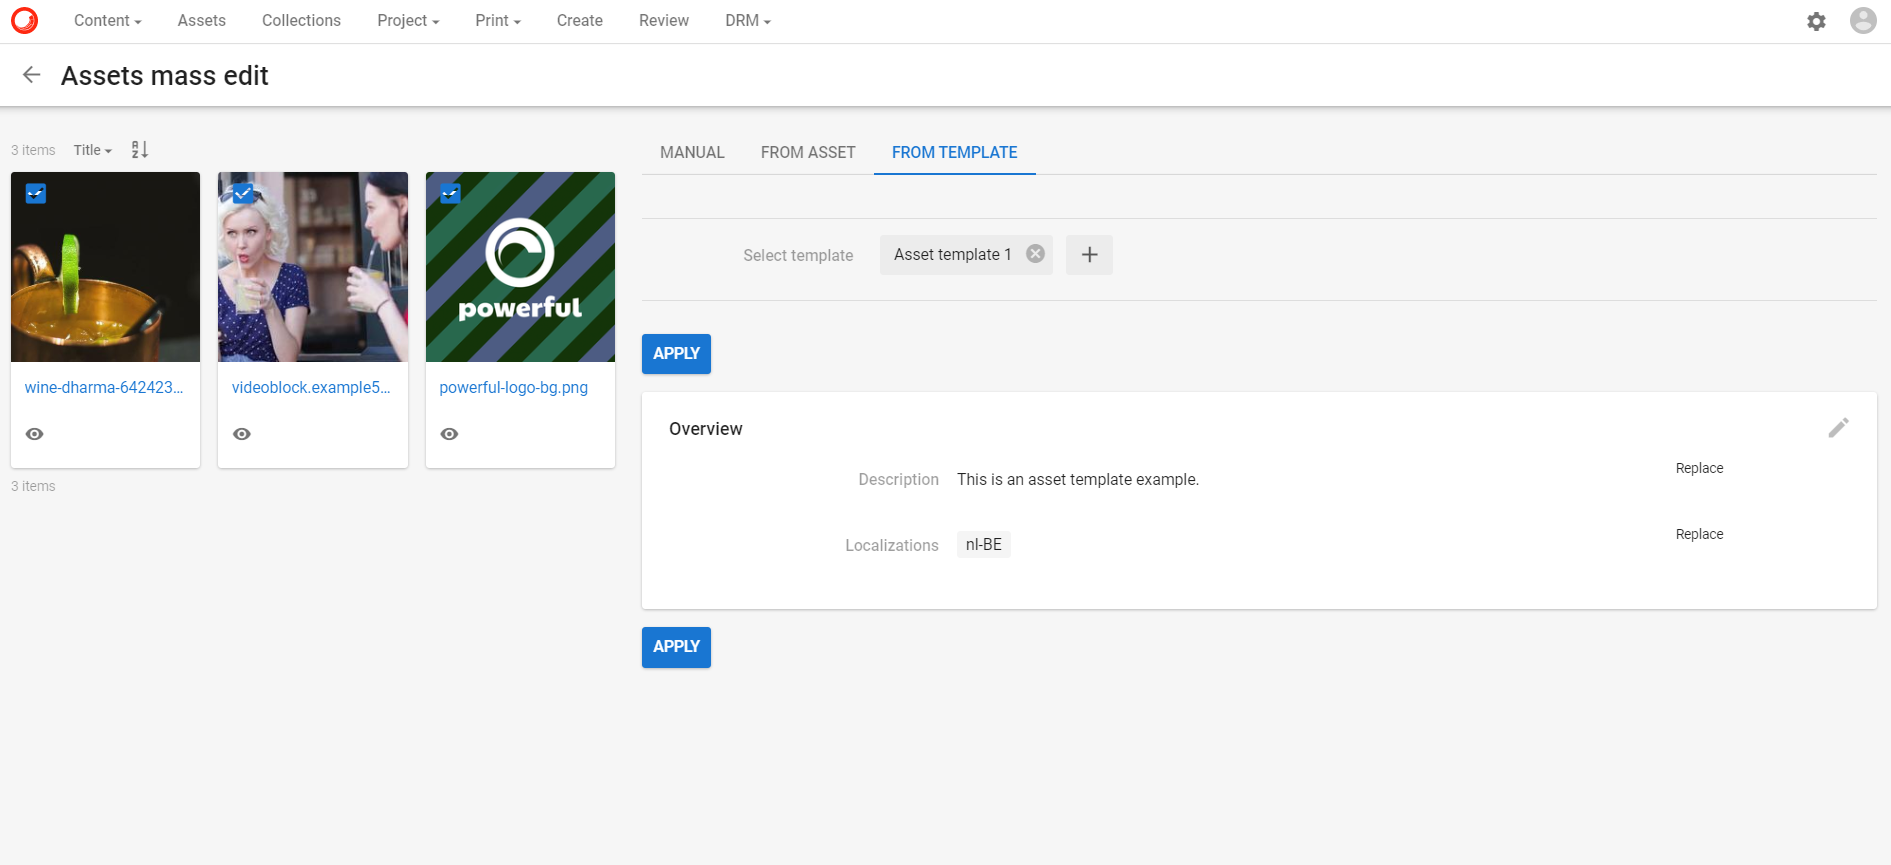 Content Assets Collections Project Print Create Review DRM
Assets mass edit
3 items Title AZ
MANUAL FROM ASSET FROM TEMPLATE
Select template Asset template 1
powerful
APPLY
wine-dharma-642423... videoblock.example5... powerful-logo-bg.png
Overview
Replace
Description This is an asset template example.
3 items
Replace
Localizations nl-BE
APPLY